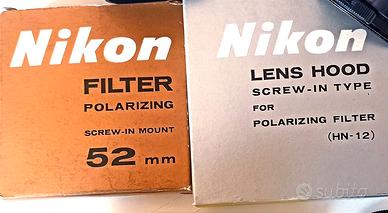 Nikon
FILTER
POLARIZING
SCREW-IN MOUNT
52 mm
Nikon
LENS HOOD
SCREW-IN TYPE
FOR
POLARIZING FILTER
(HN-12)
subito